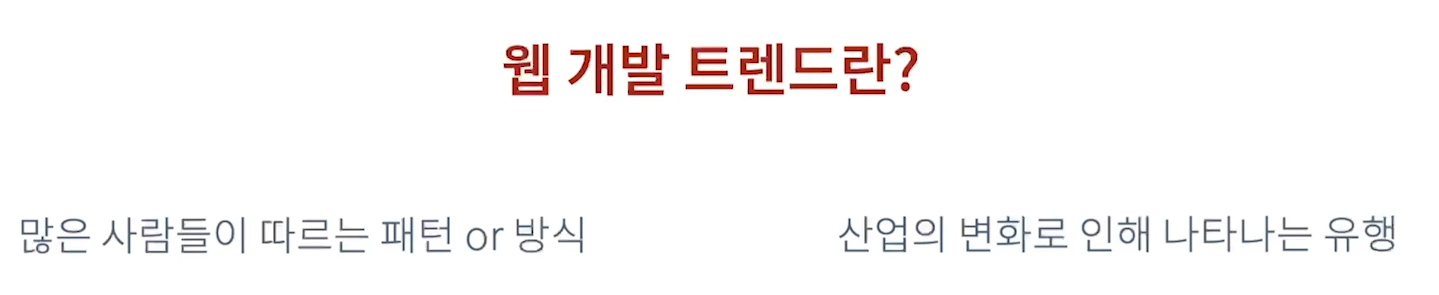 웹 개발 트렌드란?
많은 사람들이 따르는 패턴 or 방식
산업의 변화로 인해 나타나는 유행